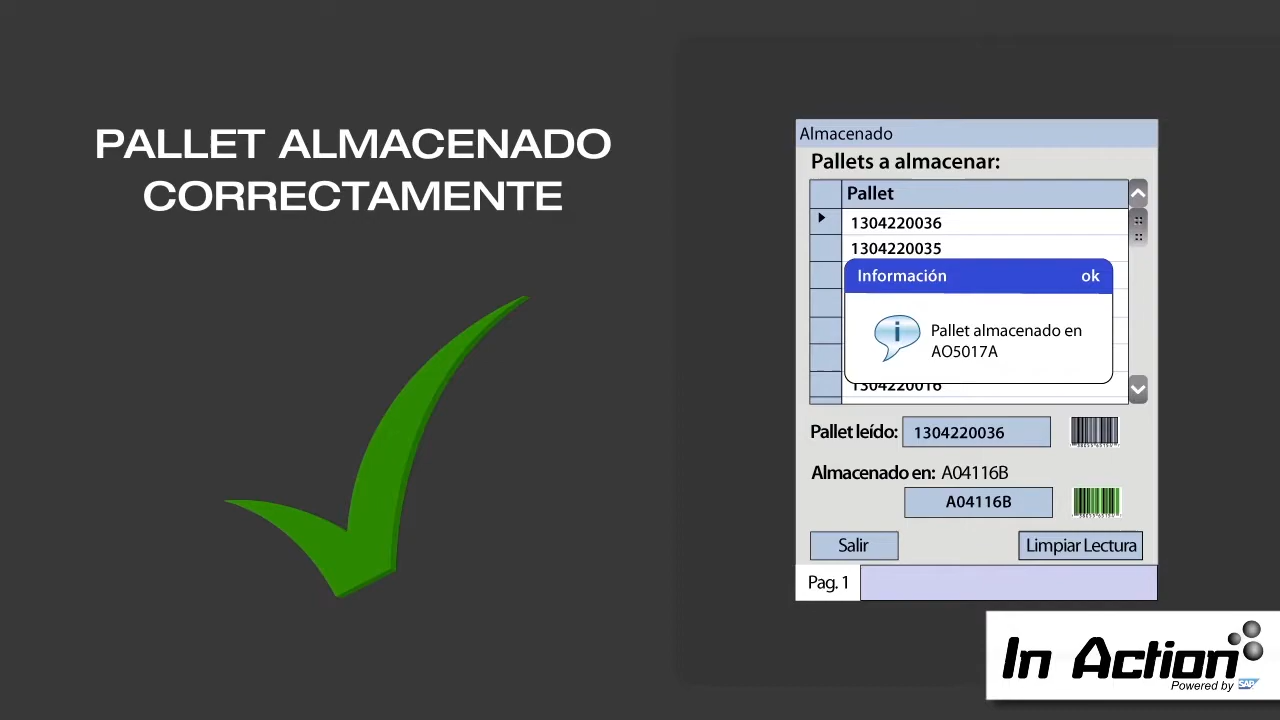 PALLET ALMACENADO
CORRECTAMENTE
Almacenado
Pallets a almacenar:
Pallet
1304220036
1304220035
Información ok
Pallet almacenado en
AO5017A
1304220016
Pallet leído: 1304220036
Almacenado en: A04116B
A04116B
Salir Limpiar Lectura
Pag. 1
In Action
Powered by SAP